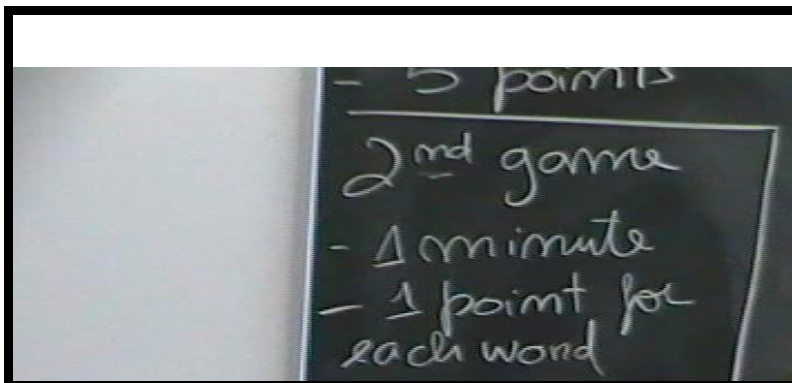 - 5 points
2nd game
- 1 minute
- 1 point for
each word